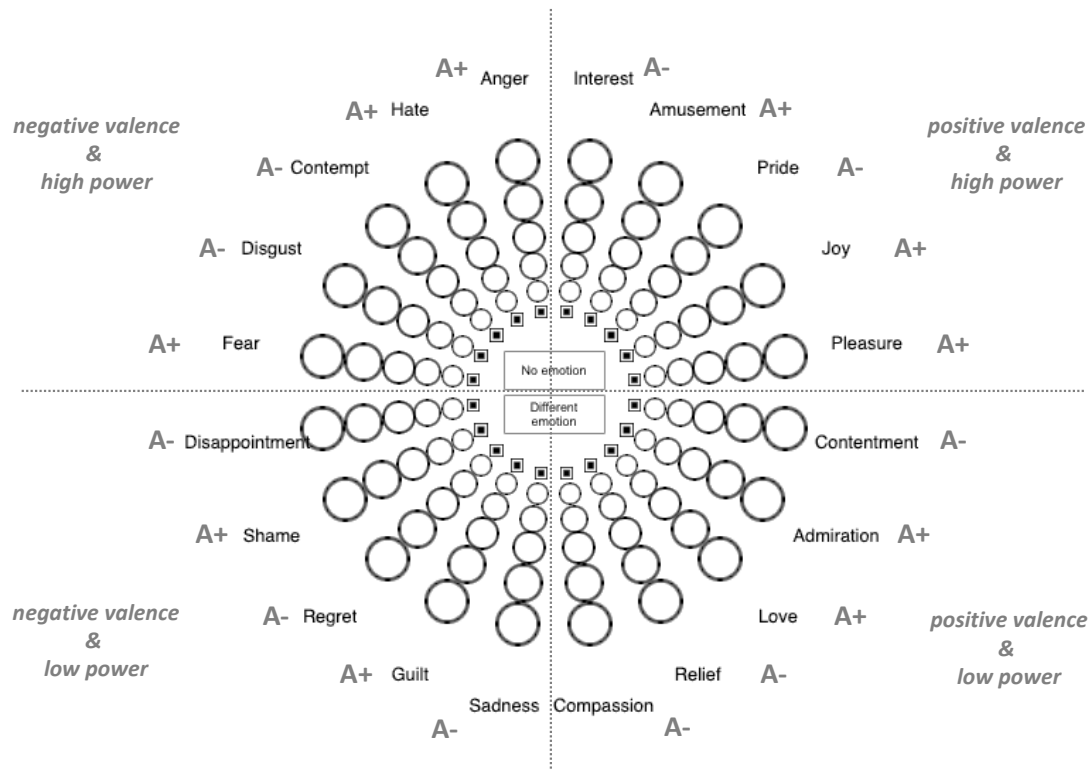 A+ Anger
Interest A-
A+ Hate
Amusement A+
negative valence
&
high power
positive valence
&
high power
A- Contempt
Pride A-
A- Disgust
Joy A+
A+ Fear
Pleasure A+
No emotion
Different
emotion
A- Disappointment
Contentment A-
A+ Shame
Admiration A+
negative valence
&
low power
positive valence
&
low power
A- Regret
Love A+
A+ Guilt
Relief A-
Sadness
A-
Compassion
A-